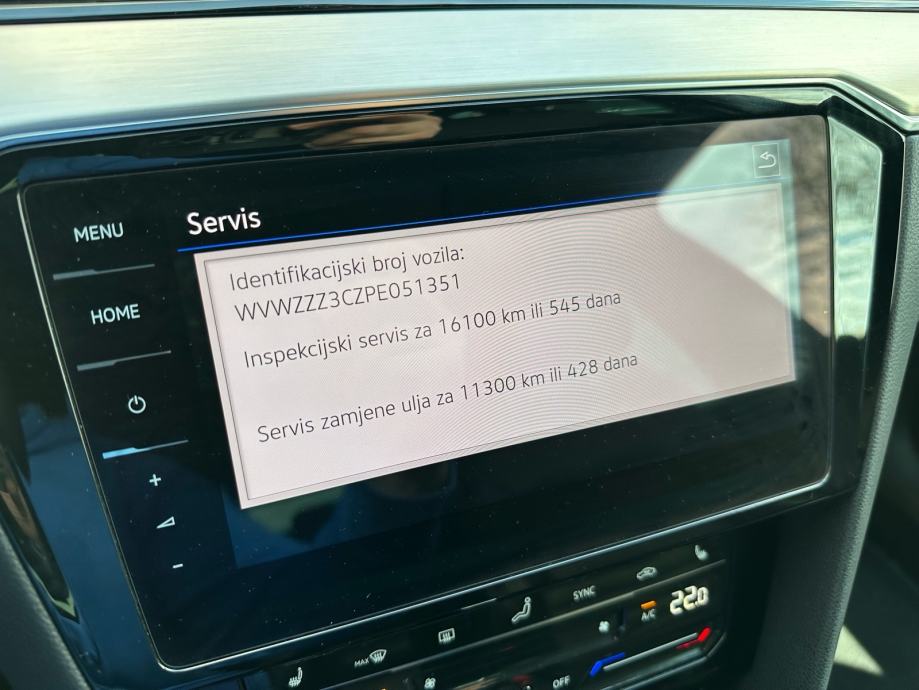 MENU
Servis
Identifikacijski broj vozila:
WVWZZZ3CZPE051351
HOME
Inspekcijski servis za 16100 km ili 545 dana
Servis zamjene ulja za 11300 km ili 428 dana
+
-
SYNC
A/C
22.0
MAX
OFF